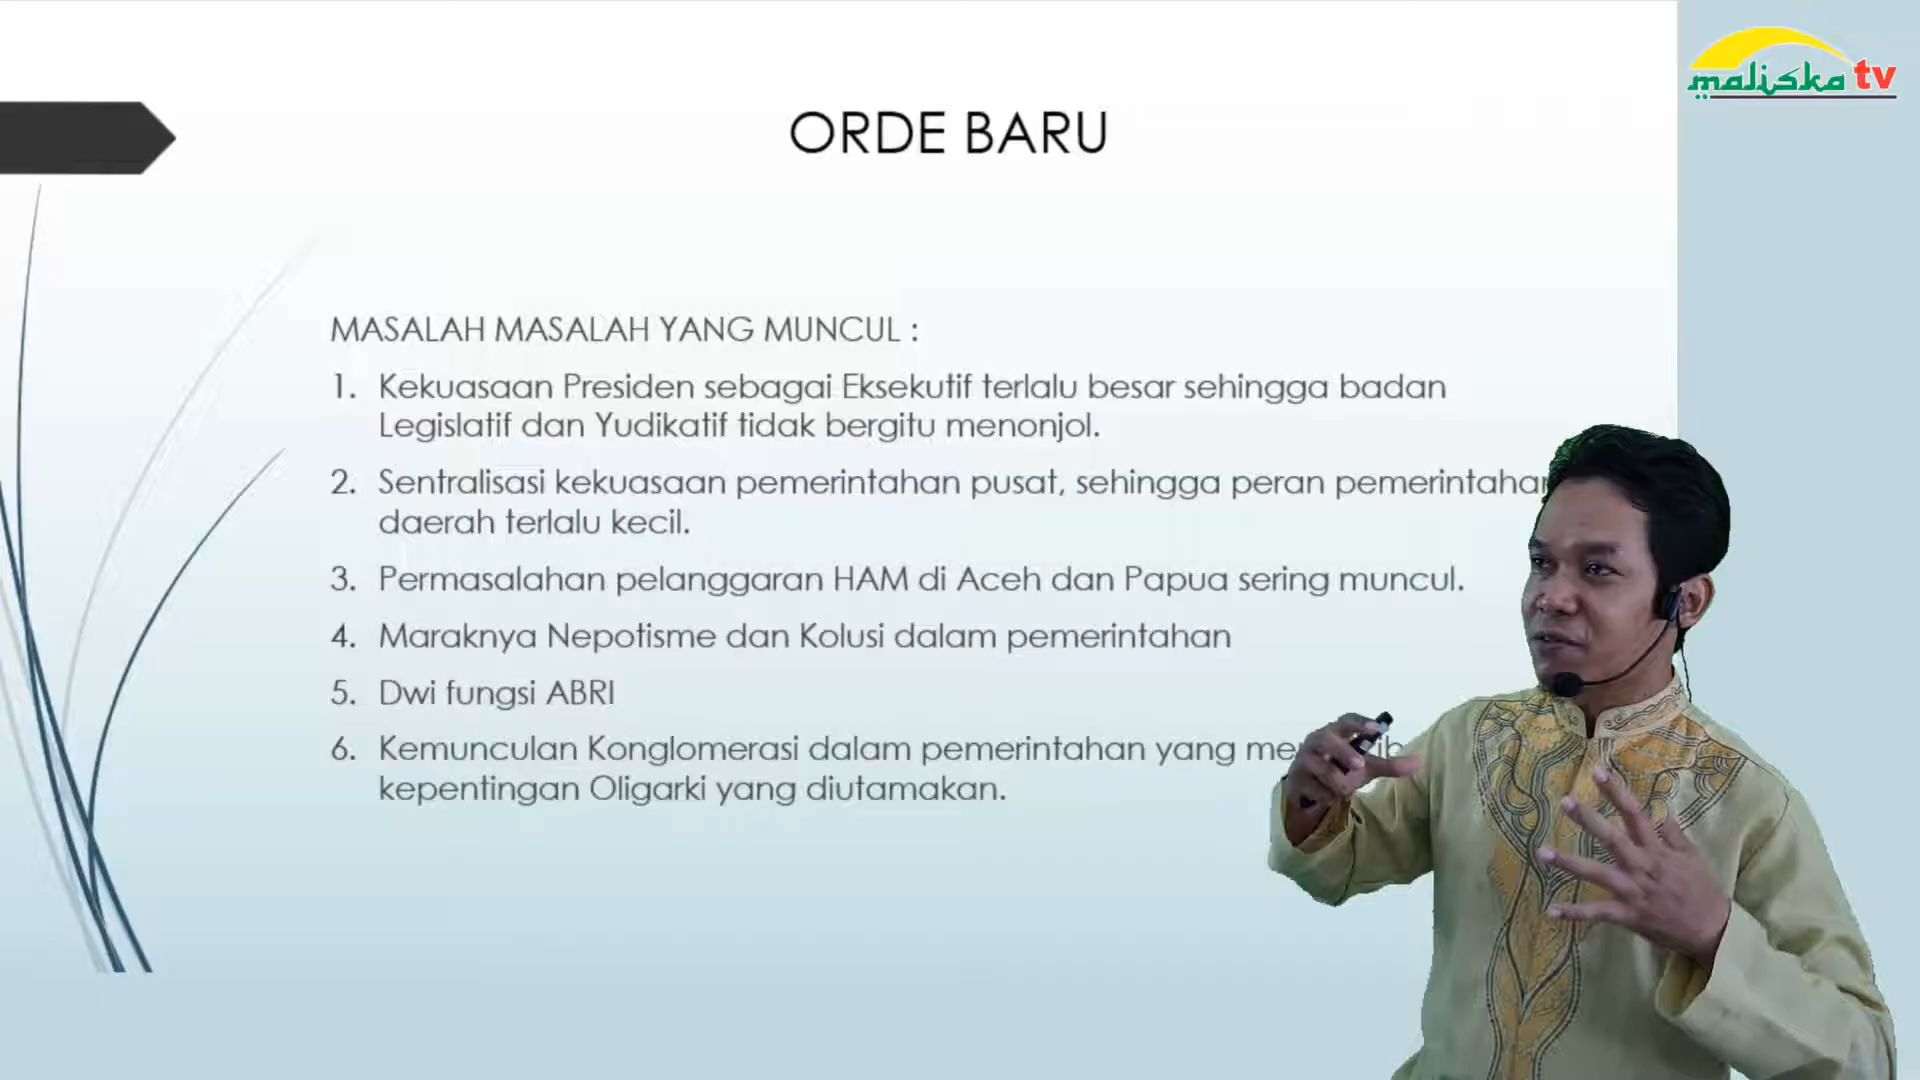 maliska tv
ORDE BARU
MASALAH MASALAH YANG MUNCUL :
1. Kekuasaan Presiden sebagai Eksekutif terlalu besar sehingga badan
Legislatif dan Yudikatif tidak bergitu menonjol.
2. Sentralisasi kekuasaan pemerintahan pusat, sehingga peran pemerintahan
daerah terlalu kecil.
3. Permasalahan pelanggaran HAM di Aceh dan Papua sering muncul.
4. Maraknya Nepotisme dan Kolusi dalam pemerintahan
5. Dwi fungsi ABRI
6. Kemunculan Konglomerasi dalam pemerintahan yang
kepentingan Oligarki yang diutamakan.